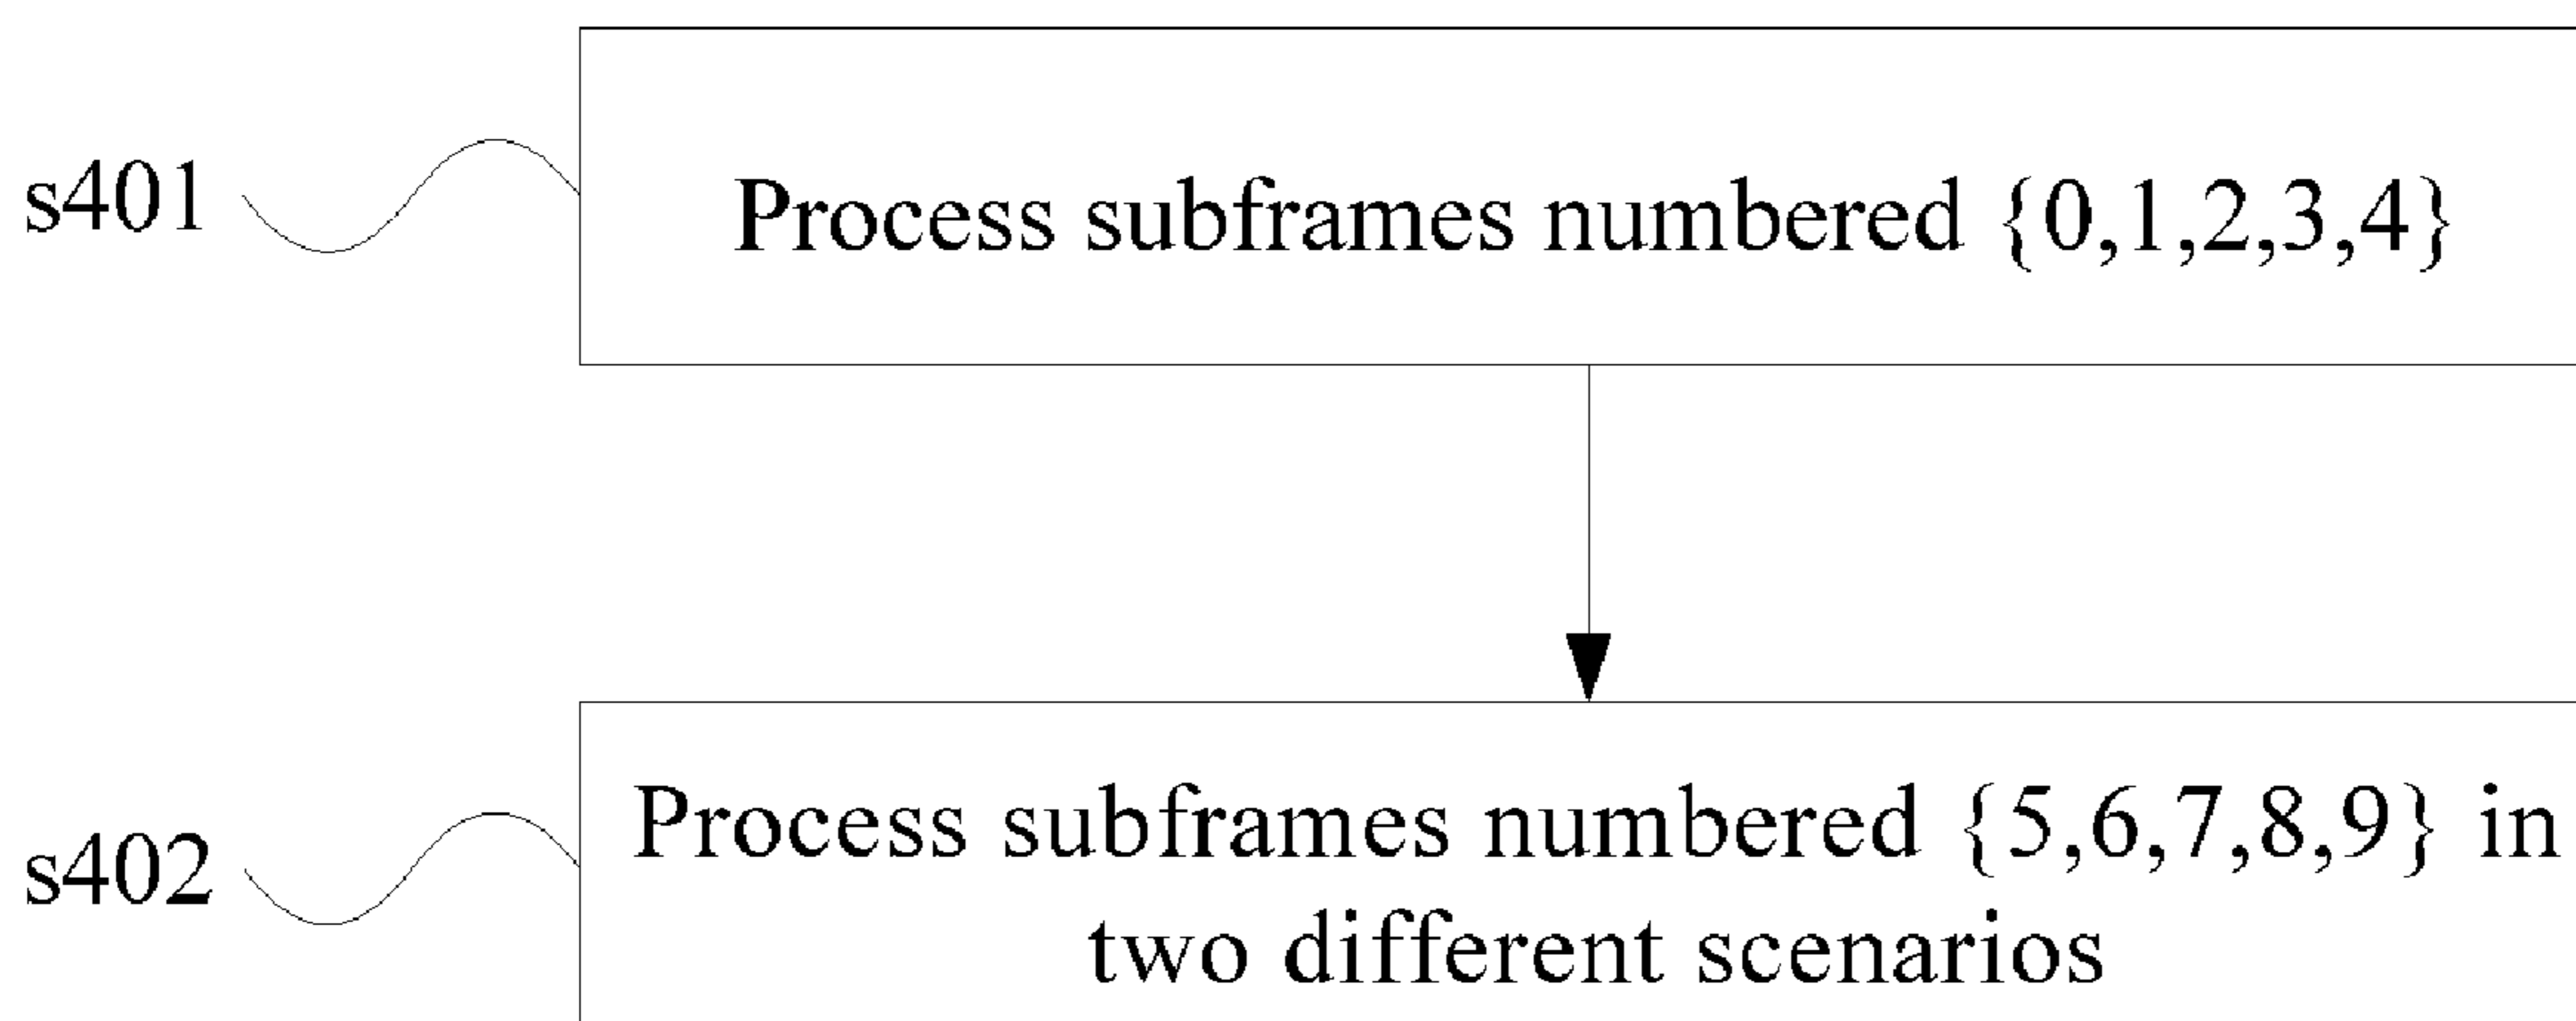 s401
Process subframes numbered {0,1,2,3,4}
s402
Process subframes numbered {5,6,7,8,9} in
two different scenarios